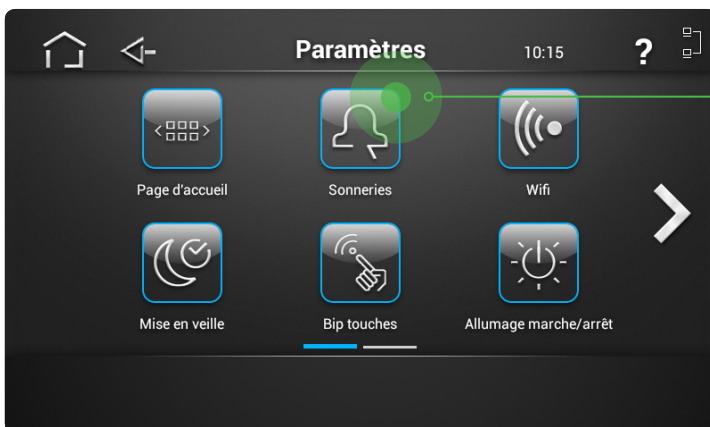 Paramètres 10:15 ?
Page d'accueil Sonneries Wifi
Mise en veille Bip touches Allumage marche/arrêt